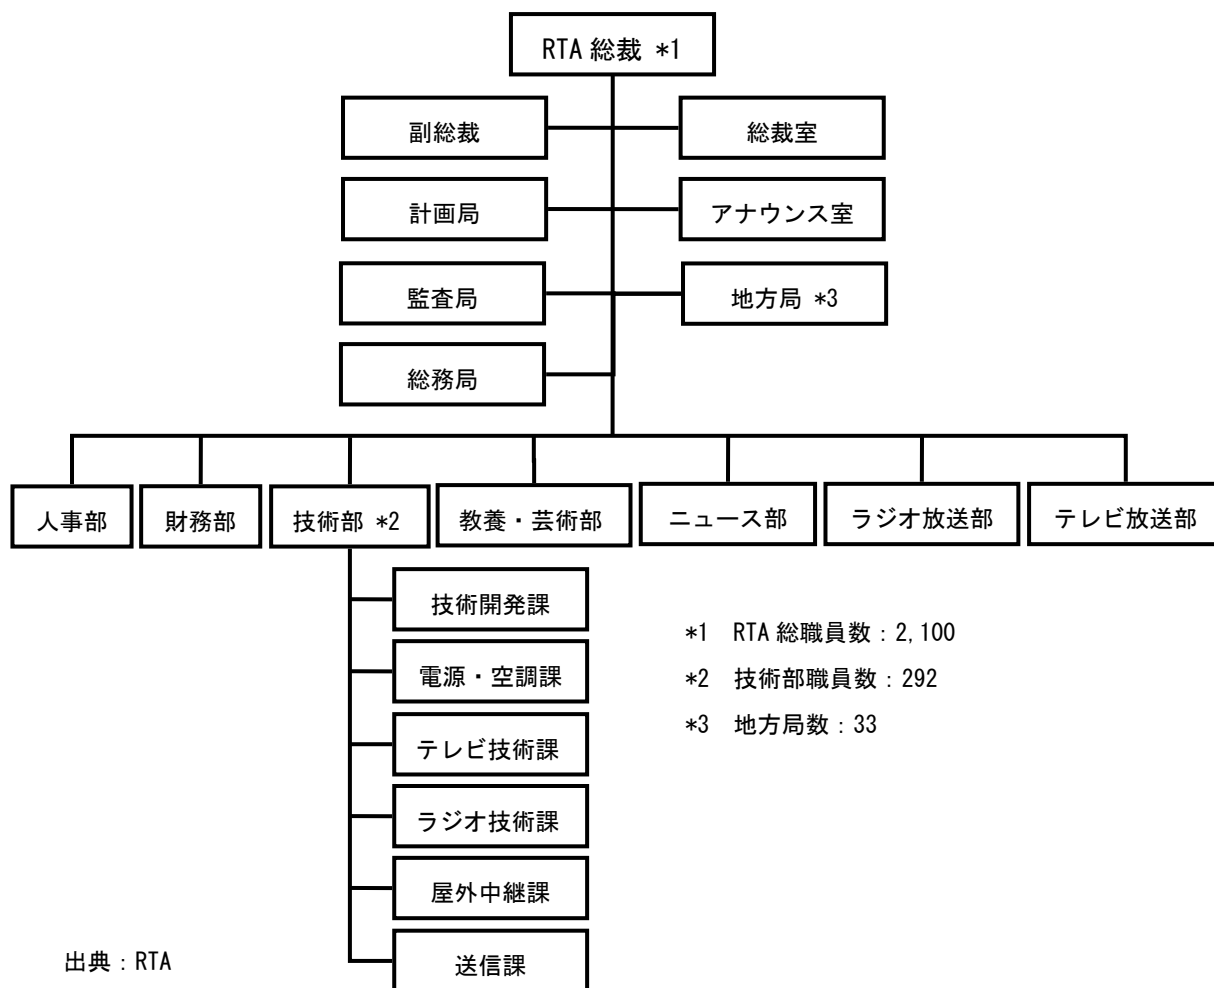 RTA 総裁 *1
副総裁
総裁室
計画局
アナウンス室
監査局
地方局 *3
総務局
人事部
財務部
技術部 *2
教養・芸術部
ニュース部
ラジオ放送部
テレビ放送部
技術開発課
電源・空調課
テレビ技術課
ラジオ技術課
屋外中継課
送信課
*1 RTA 総職員数：2,100
*2 技術部職員数：292
*3 地方局数：33
出典：RTA